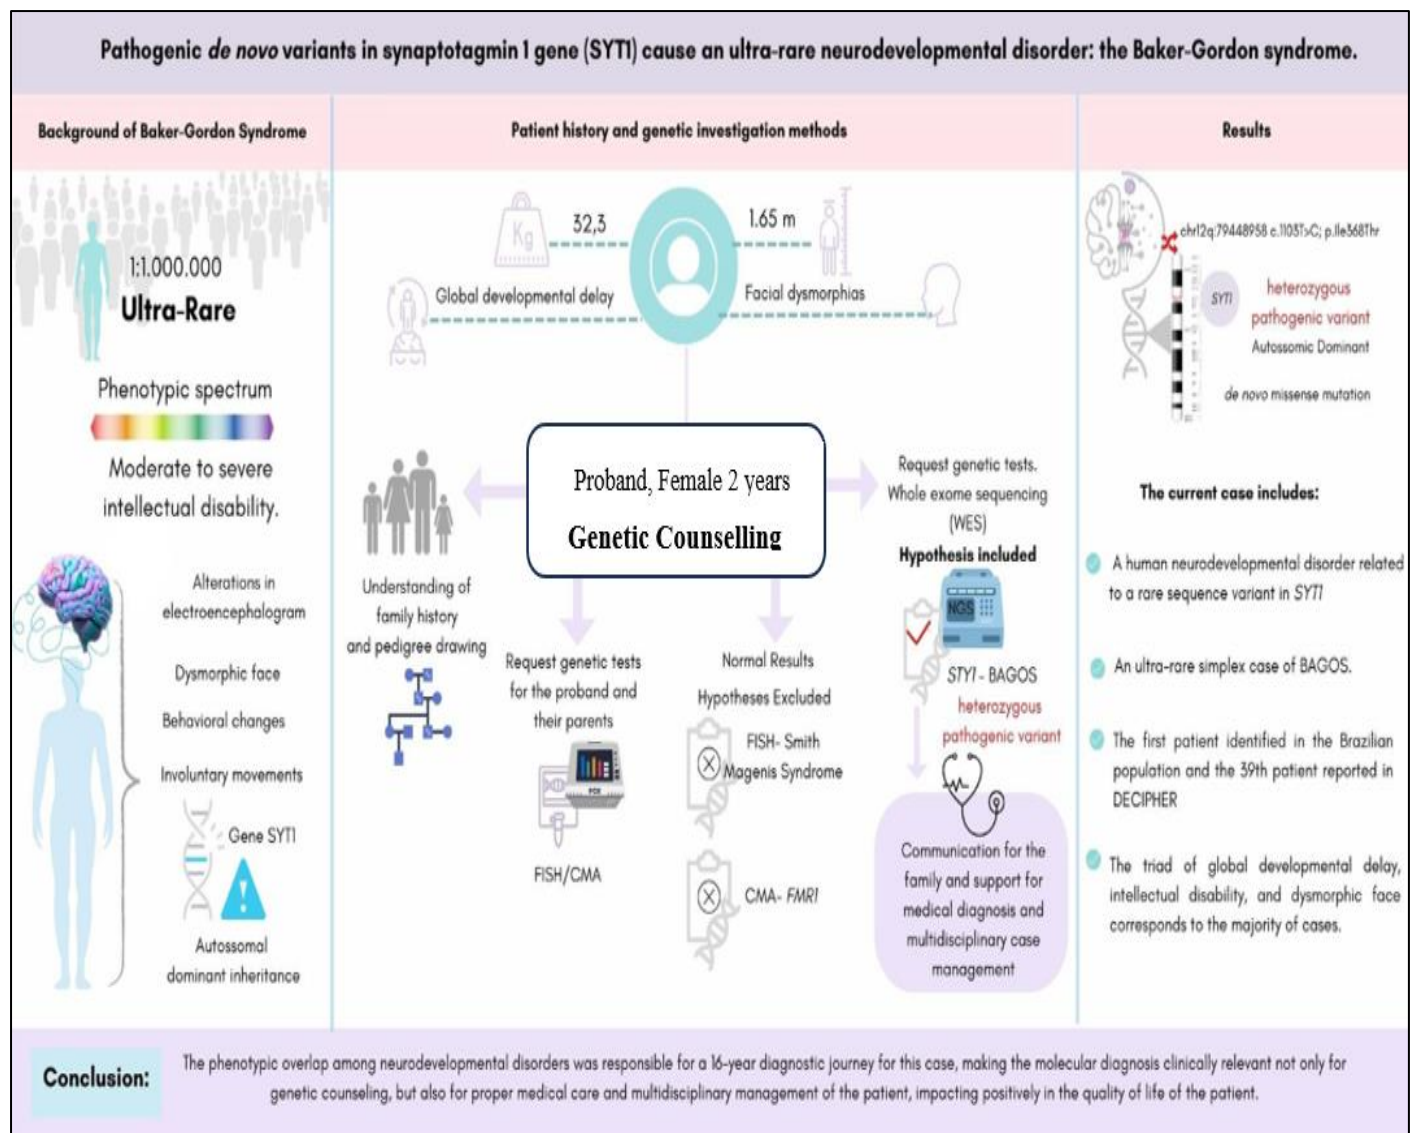 Pathogenic de novo variants in synaptotagmin 1 gene (SYT1) cause an ultra-rare neurodevelopmental disorder: the Baker-Gordon syndrome.
Background of Baker-Gordon Syndrome
1:1.000.000
Ultra-Rare
Phenotypic spectrum
Moderate to severe
intellectual disability.
Alterations in
electroencephalogram
Dysmorphic face
Behavioral changes
Involuntary movements
Gene SYT1
Autossomal
dominant inheritance
Patient history and genetic investigation methods
Kg
32,3
1.65 m
Global developmental delay
Facial dysmorphias
Proband, Female 2 years
Genetic Counselling
Understanding of
family history
and pedigree drawing
Request genetic tests
for the proband and
their parents
FISH/CMA
Normal Results
Hypotheses Excluded
FISH- Smith
Magenis Syndrome
CMA- FMR1
Request genetic tests.
Whole exome sequencing
(WES)
Hypothesis included
NGS
STY1 - BAGOS
heterozygous
pathogenic variant
Communication for the
family and support for
medical diagnosis and
multidisciplinary case
management
Results
chr12q:79448958 c.1103T>C; p.Ile368Thr
SYT1
heterozygous
pathogenic variant
Autossomic Dominant
de novo missense mutation
The current case includes:
A human neurodevelopmental disorder related
to a rare sequence variant in SYT1
An ultra-rare simplex case of BAGOS.
The first patient identified in the Brazilian
population and the 39th patient reported in
DECIPHER
The triad of global developmental delay,
intellectual disability, and dysmorphic face
corresponds to the majority of cases.
Conclusion:
The phenotypic overlap among neurodevelopmental disorders was responsible for a 16-year diagnostic journey for this case, making the molecular diagnosis clinically relevant not only for
genetic counseling, but also for proper medical care and multidisciplinary management of the patient, impacting positively in the quality of life of the patient.